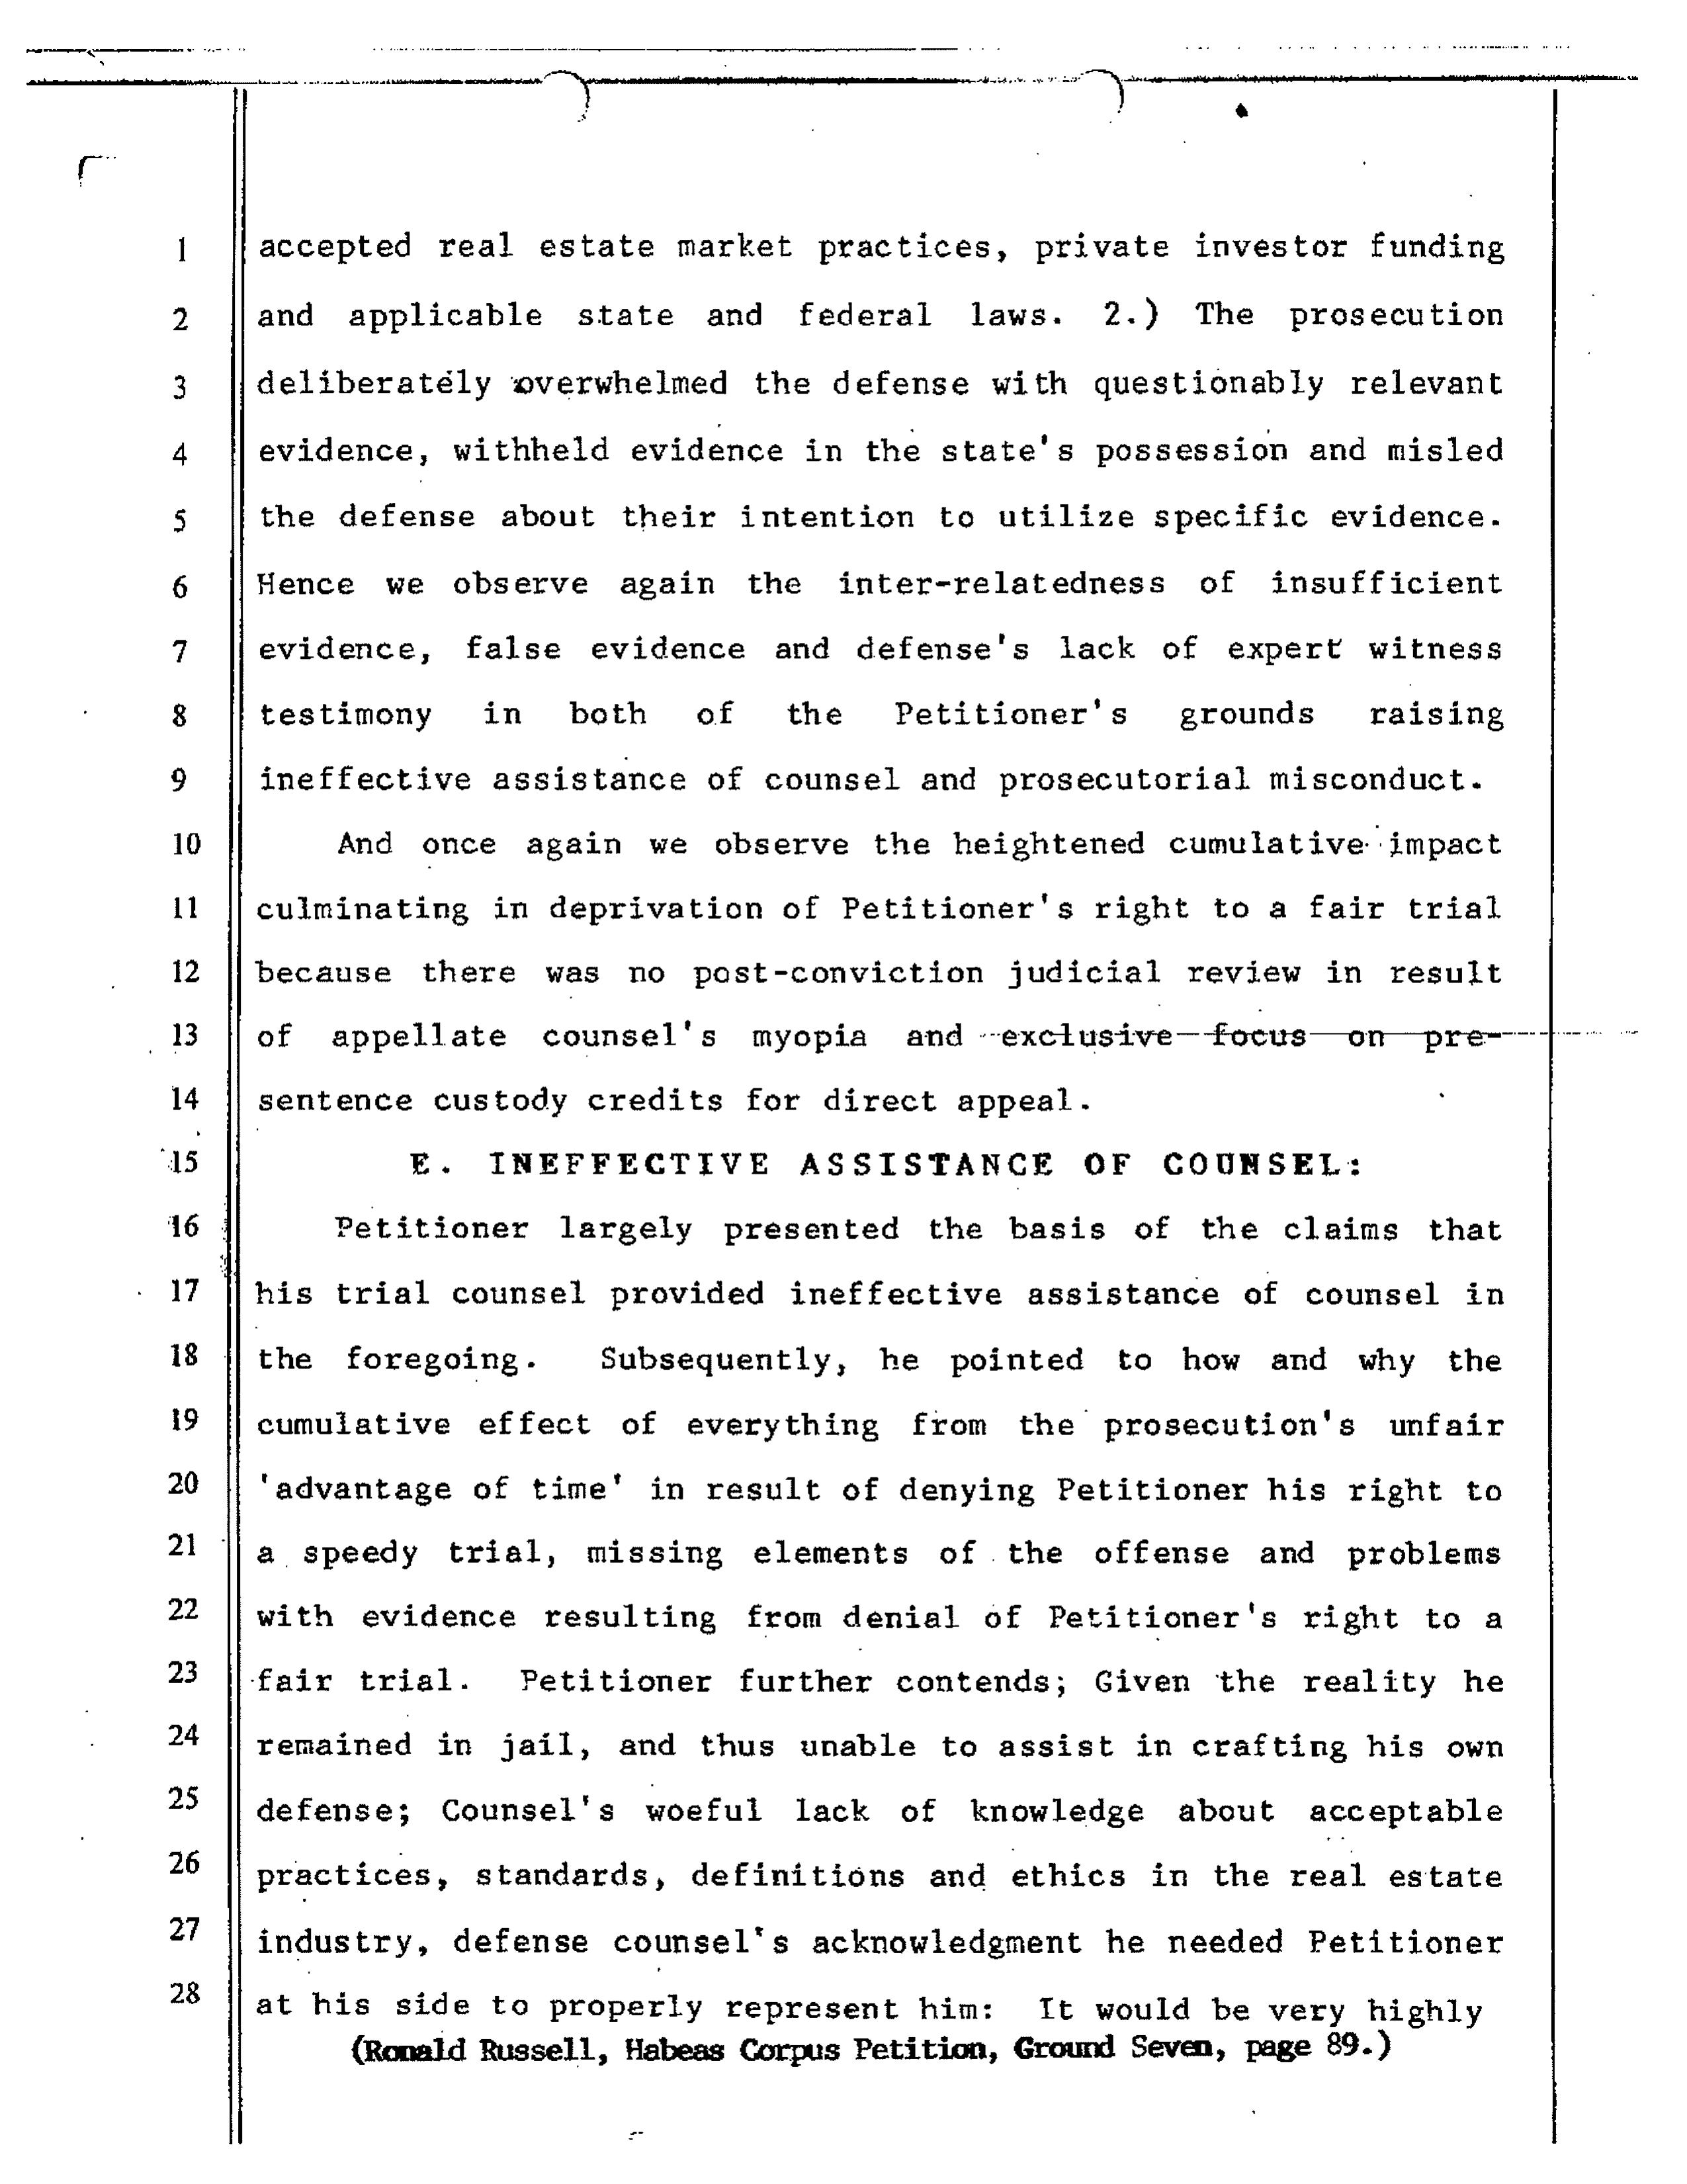 1 accepted real estate market practices, private investor funding
2 and applicable state and federal laws. 2.) The prosecution
3 deliberately overwhelmed the defense with questionably relevant
4 evidence, withheld evidence in the state's possession and misled
5 the defense about their intention to utilize specific evidence.
6 Hence we observe again the inter-relatedness of insufficient
7 evidence, false evidence and defense's lack of expert witness
8 testimony in both of the Petitioner's grounds raising
9 ineffective assistance of counsel and prosecutorial misconduct.
10 And once again we observe the heightened cumulative impact
11 culminating in deprivation of Petitioner's right to a fair trial
12 because there was no post-conviction judicial review in result
13 of appellate counsel's myopia and exclusive focus on pre-
14 sentence custody credits for direct appeal.
15 E. INEFFECTIVE ASSISTANCE OF COUNSEL:
16 Petitioner largely presented the basis of the claims that
17 his trial counsel provided ineffective assistance of counsel in
18 the foregoing. Subsequently, he pointed to how and why the
19 cumulative effect of everything from the prosecution's unfair
20 'advantage of time' in result of denying Petitioner his right to
21 a speedy trial, missing elements of the offense and problems
22 with evidence resulting from denial of Petitioner's right to a
23 fair trial. Petitioner further contends; Given the reality he
24 remained in jail, and thus unable to assist in crafting his own
25 defense; Counsel's woeful lack of knowledge about acceptable
26 practices, standards, definitions and ethics in the real estate
27 industry, defense counsel's acknowledgment he needed Petitioner
28 at his side to properly represent him: It would be very highly
(Ronald Russell, Habeas Corpus Petition, Ground Seven, page 89.)